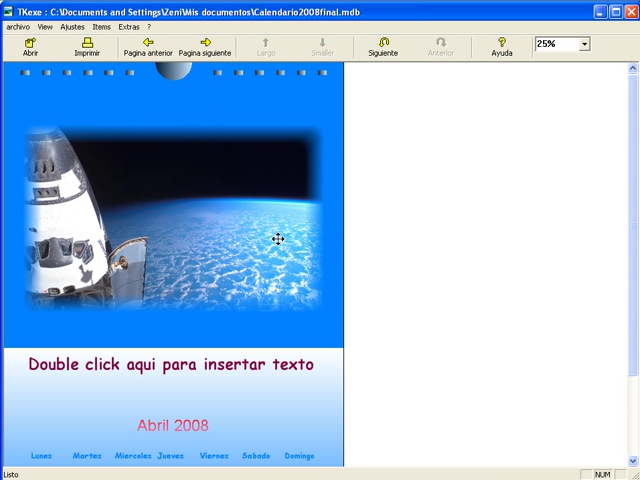 TKexe : C:\Documents and Settings\Zeni\Mis documentos\Calendario2008final.mdb
archivo View Ajustes Items Extras ?
Abrir Imprimir Pagina anterior Pagina siguiente Largo Smaller Siguiente Anterior Ayuda 25%
Double click aqui para insertar texto
Abril 2008
Lunes Martes Miercoles Jueves Viernes Sabado Domingo
Listo NUM